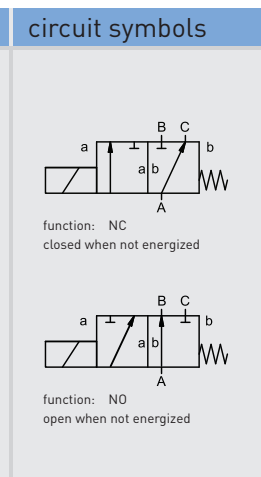 circuit symbols
B C
a b
a b
A
function: NC
closed when not energized
B C
a b
a b
A
function: NO
open when not energized